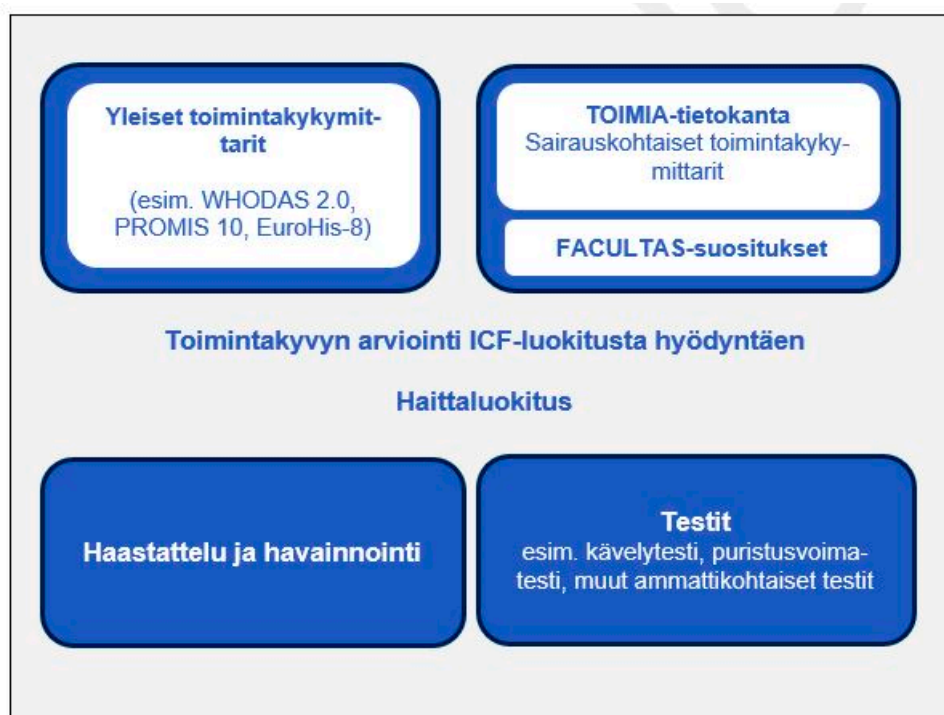 Yleiset toimintakykymit-
tarit
(esim. WHODAS 2.0,
PROMIS 10, EuroHis-8)
TOIMIA-tietokanta
Sairauskohtaiset toimintakyky-
mittarit
FACULTAS-suositukset
Toimintakyvyn arviointi ICF-luokitusta hyödyntäen
Haittaluokitus
Haastattelu ja havainnointi
Testit
esim. kävelytesti, puristusvoima-
testi, muut ammattikohtaiset testit